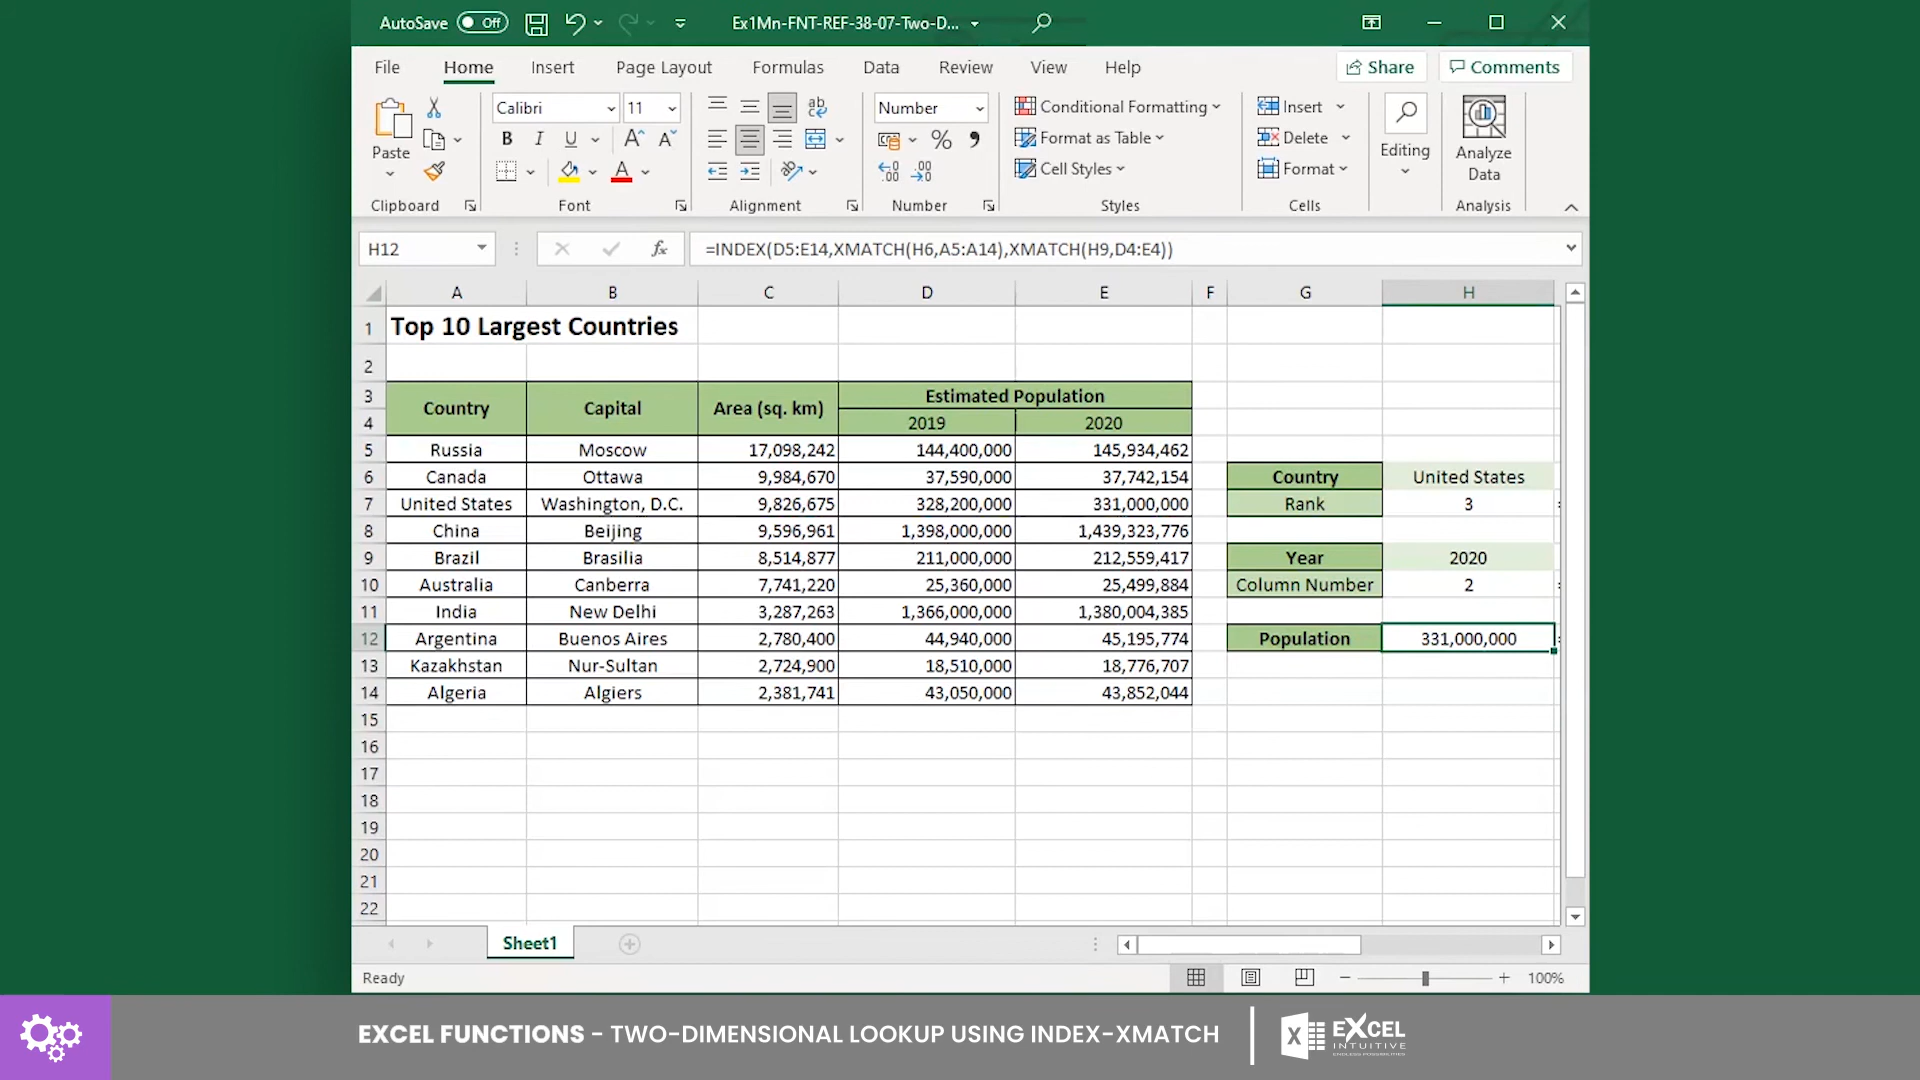 AutoSave Off Ex1Mn-FNT-REF-38-07-Two-D...
File Home Insert Page Layout Formulas Data Review View Help Share Comments
Paste
Clipboard
Calibri 11
B I U A A
A
Font
ab
Alignment
Number
% 9
.00 .00
Number
Conditional Formatting
Format as Table
Cell Styles
Styles
Insert
Delete
Format
Cells
Editing
Analyze
Data
Analysis
H12 fx =INDEX(D5:E14,XMATCH(H6,A5:A14),XMATCH(H9,D4:E4))
A B C D E F G H
1 Top 10 Largest Countries
2
3 Country Capital Area (sq. km) Estimated Population
4 2019 2020
5 Russia Moscow 17,098,242 144,400,000 145,934,462
6 Canada Ottawa 9,984,670 37,590,000 37,742,154 Country United States
7 United States Washington, D.C. 9,826,675 328,200,000 331,000,000 Rank 3
8 China Beijing 9,596,961 1,398,000,000 1,439,323,776
9 Brazil Brasilia 8,514,877 211,000,000 212,559,417 Year 2020
10 Australia Canberra 7,741,220 25,360,000 25,499,884 Column Number 2
11 India New Delhi 3,287,263 1,366,000,000 1,380,004,385
12 Argentina Buenos Aires 2,780,400 44,940,000 45,195,774 Population 331,000,000
13 Kazakhstan Nur-Sultan 2,724,900 18,510,000 18,776,707
14 Algeria Algiers 2,381,741 43,050,000 43,852,044
15
16
17
18
19
20
21
22
Sheet1
Ready 100%
EXCEL FUNCTIONS - TWO-DIMENSIONAL LOOKUP USING INDEX-XMATCH
X EXCEL
INTUITIVE
ENDLESS POSSIBILITIES